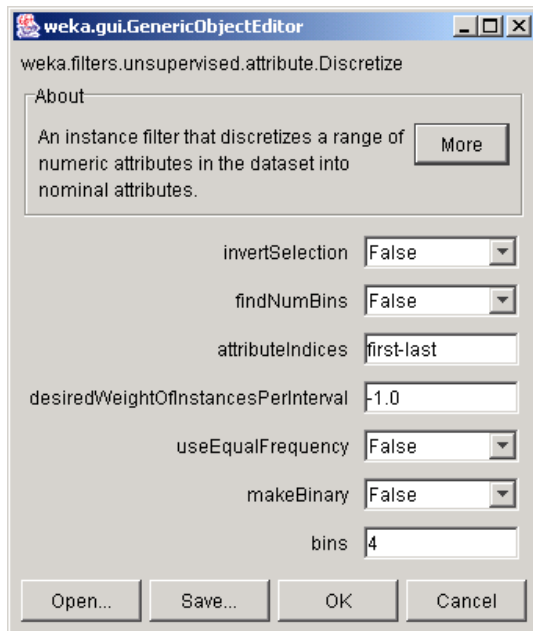 weka.gui.GenericObjectEditor
weka.filters.unsupervised.attribute.Discretize
About
An instance filter that discretizes a range of
numeric attributes in the dataset into
nominal attributes.
More
invertSelection False
findNumBins False
attributeIndices first-last
desiredWeightOfInstancesPerInterval -1.0
useEqualFrequency False
makeBinary False
bins 4
Open... Save... OK Cancel